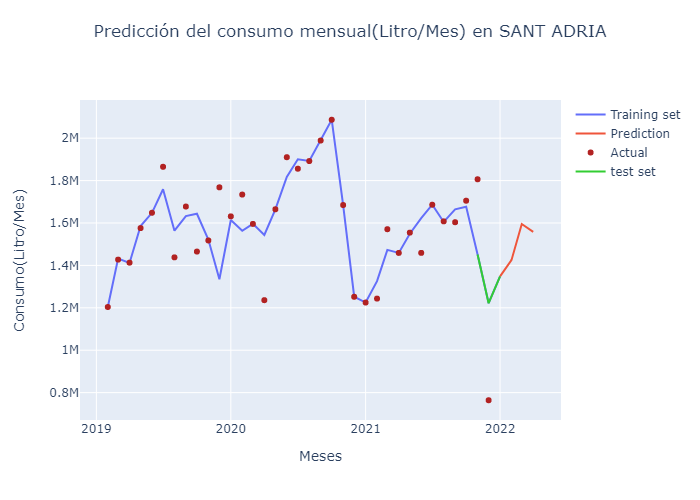 Predicción del consumo mensual(Litro/Mes) en SANT ADRIA
Training set
Prediction
Actual
test set
Consumo(Litro/Mes)
2M
1.8M
1.6M
1.4M
1.2M
1M
0.8M
2019
2020
2021
2022
Meses